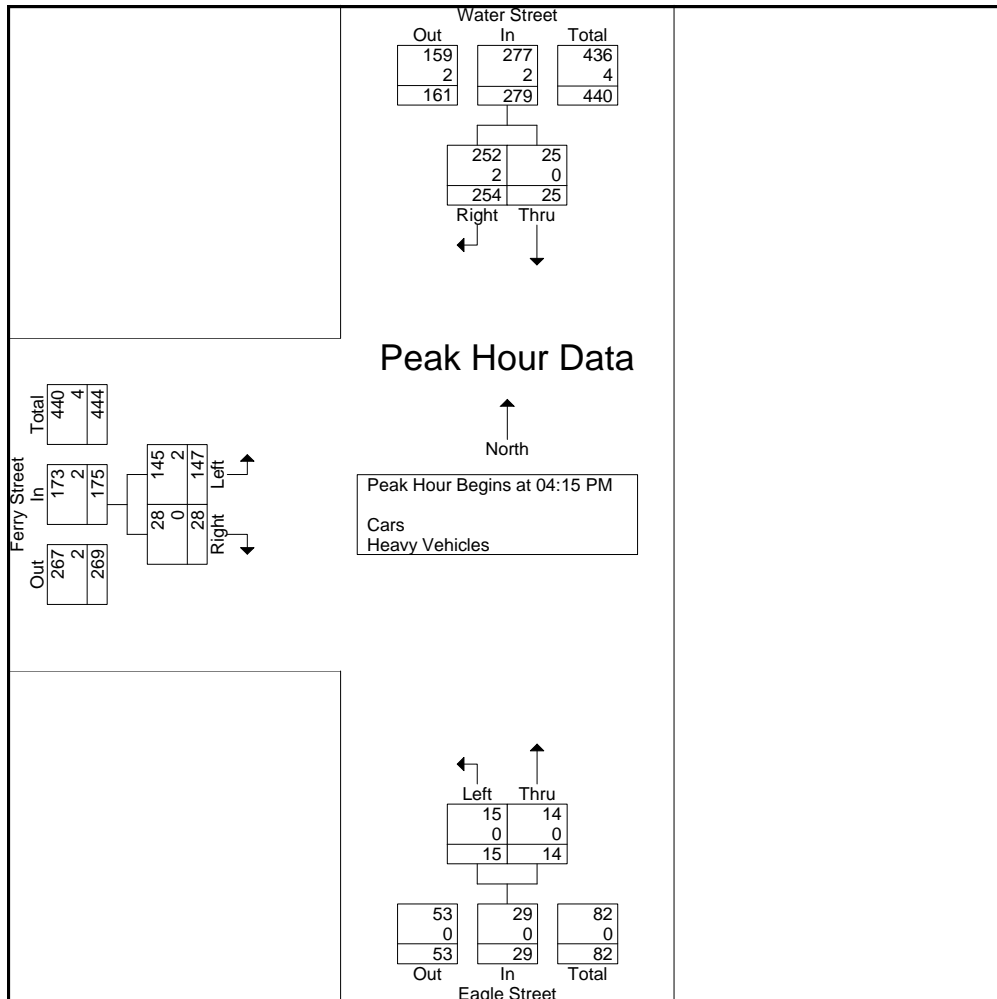 Water Street
Out In Total
159 277 436
2 2 4
161 279 440
252 25
2 0
254 25
Right Thru
Peak Hour Data
North
Peak Hour Begins at 04:15 PM
Cars
Heavy Vehicles
Ferry Street
Total
440
4
444
In
173
2
175
Out
267
2
269
145
2
147
Left
28
0
28
Right
Left Thru
15 14
0 0
15 14
53 29 82
0 0 0
53 29 82
Out In Total
Eagle Street